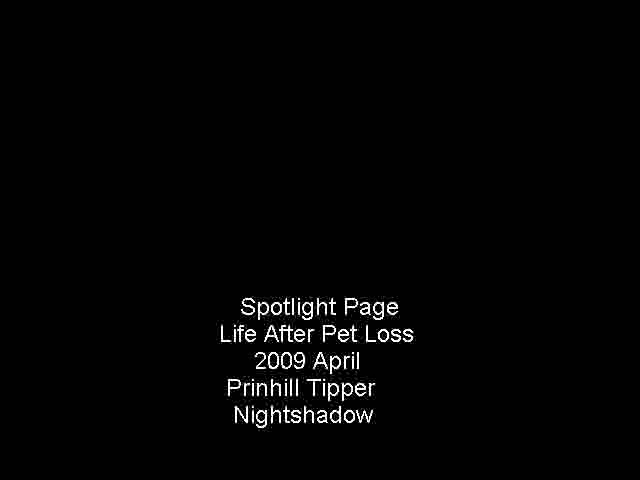 Spotlight Page
Life After Pet Loss
2009 April
Prinhill Tipper
Nightshadow